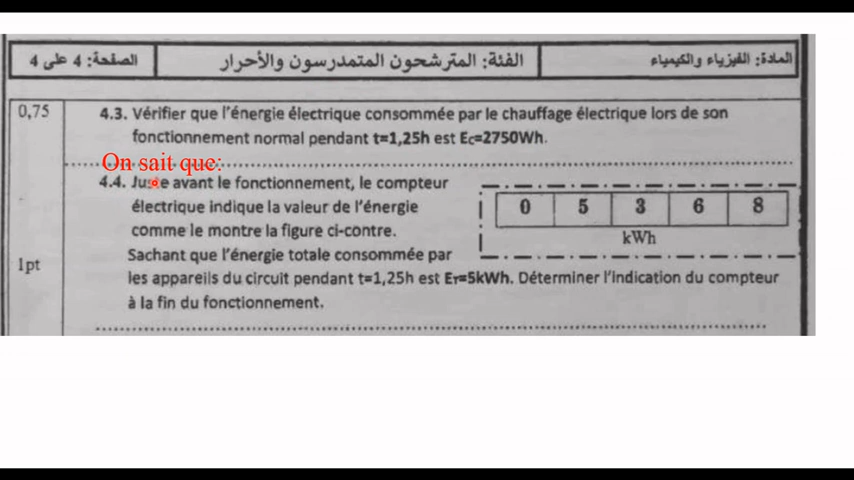 المادة: الفيزياء والكيمياء
الفئة: المترشحون المتمدرسون والأحرار
الصفحة: 4 على 4
0,75
4.3. Vérifier que l'énergie électrique consommée par le chauffage électrique lors de son
fonctionnement normal pendant t=1,25h est Ec=2750Wh.
On sait que:
4.4. Juste avant le fonctionnement, le compteur
électrique indique la valeur de l'énergie
comme le montre la figure ci-contre.
0 5 3 6 8
kWh
1pt
Sachant que l'énergie totale consommée par
les appareils du circuit pendant t=1,25h est ET=5kWh. Déterminer l'indication du compteur
à la fin du fonctionnement.